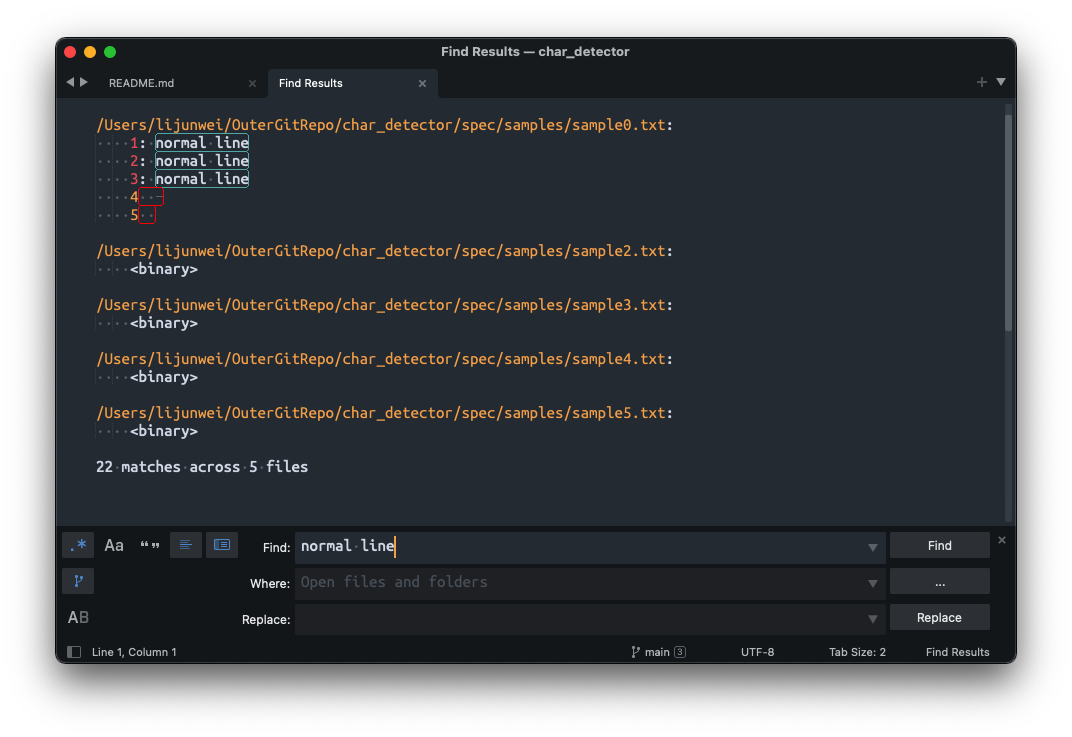 Find Results — char_detector
README.md
Find Results
/Users/lijunwei/OuterGitRepo/char_detector/spec/samples/sample0.txt:
1: normal line
2: normal line
3: normal line
4
5
/Users/lijunwei/OuterGitRepo/char_detector/spec/samples/sample2.txt:
<binary>
/Users/lijunwei/OuterGitRepo/char_detector/spec/samples/sample3.txt:
<binary>
/Users/lijunwei/OuterGitRepo/char_detector/spec/samples/sample4.txt:
<binary>
/Users/lijunwei/OuterGitRepo/char_detector/spec/samples/sample5.txt:
<binary>
22 matches across 5 files
.* Aa “” Find: normal line Find
Where: Open files and folders ...
AB Replace: Replace
Line 1, Column 1 main 3 UTF-8 Tab Size: 2 Find Results